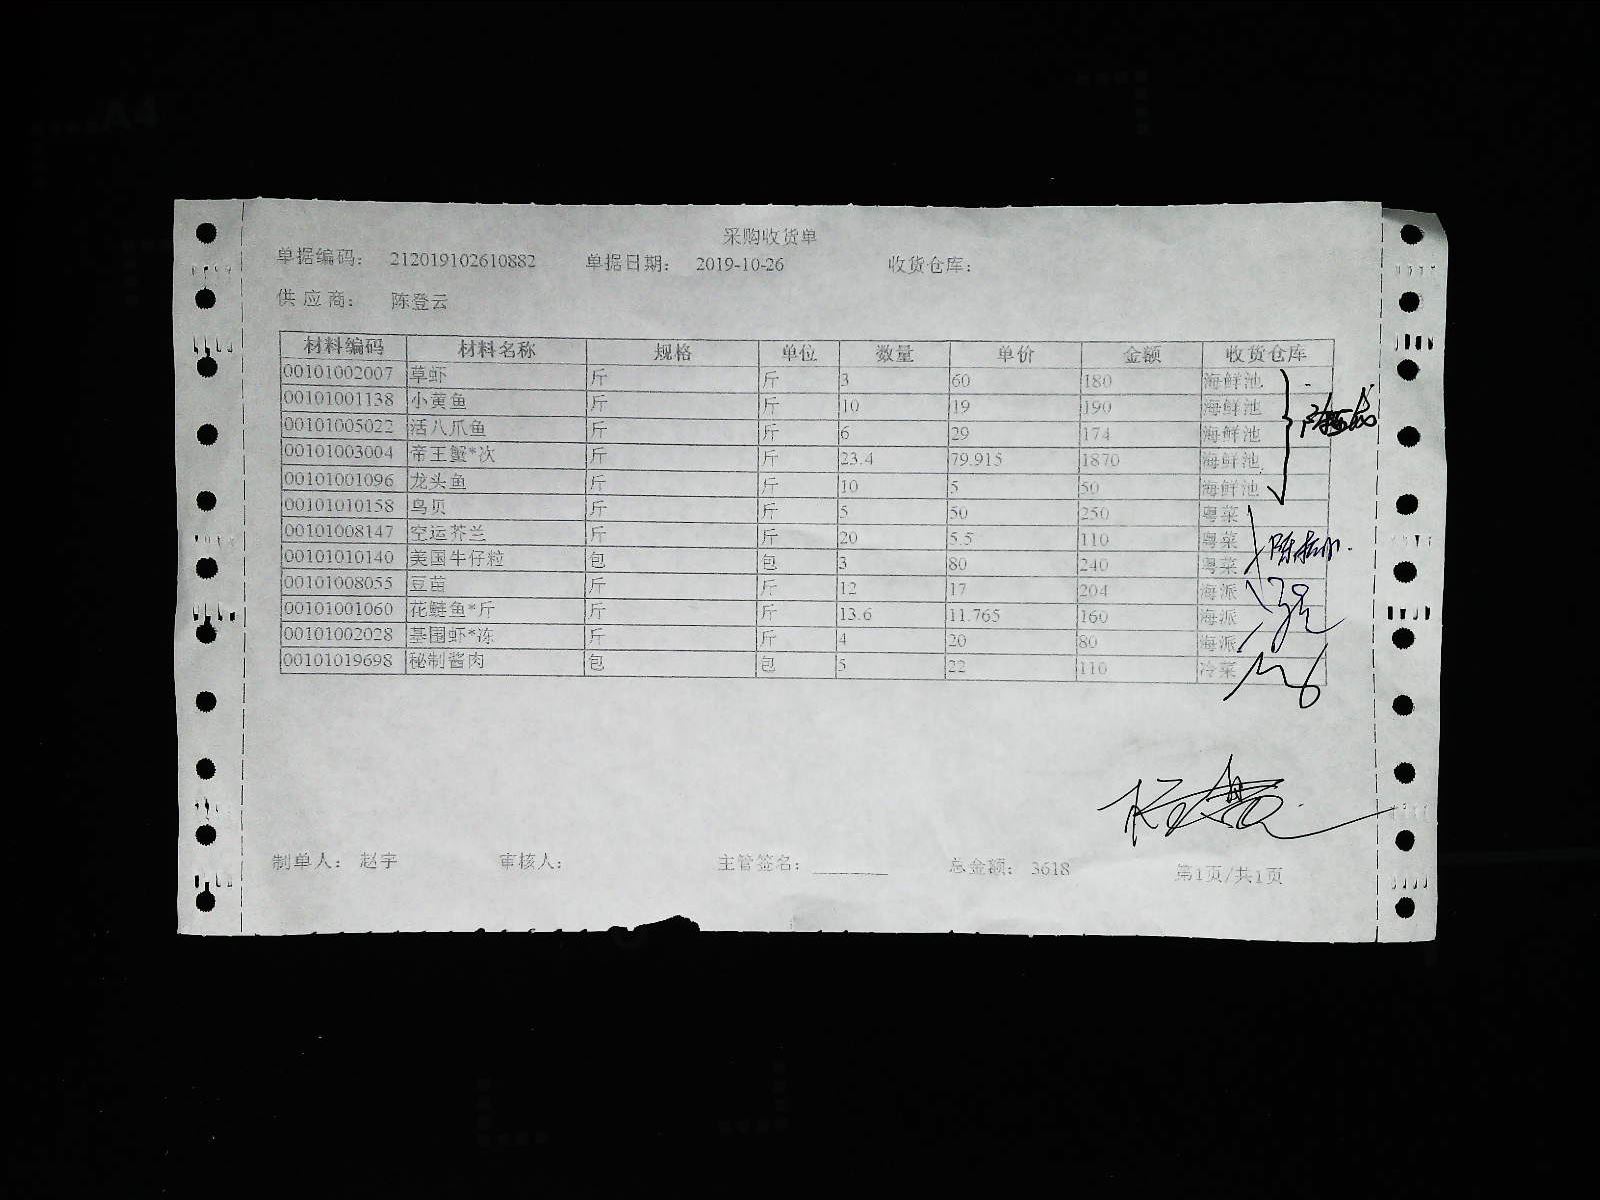 采购收货单
单据编码： 212019102610882 单据日期： 2019-10-26 收货仓库：
供应商： 陈登云
材料编码 材料名称 规格 单位 数量 单价 金额 收货仓库
00101002007 草虾 斤 斤 3 60 180 海鲜池
00101001138 小黄鱼 斤 斤 10 19 190 海鲜池
00101005022 活八爪鱼 斤 斤 6 29 174 海鲜池
00101003004 帝王蟹*次 斤 斤 23.4 79.915 1870 海鲜池
00101001096 龙头鱼 斤 斤 10 5 50 海鲜池
00101010158 鸟贝 斤 斤 5 50 250 粤菜
00101008147 空运芥兰 斤 斤 20 5.5 110 粤菜
00101010140 美国牛仔粒 包 包 3 80 240 粤菜
00101008055 豆苗 斤 斤 12 17 204 海派
00101001060 花鲢鱼*斤 斤 斤 13.6 11.765 160 海派
00101002028 基围虾*冻 斤 斤 4 20 80 海派
00101019698 秘制酱肉 包 包 5 22 110 冷菜
制单人： 赵宇 审核人： 主管签名： 总金额： 3618 第1页/共1页